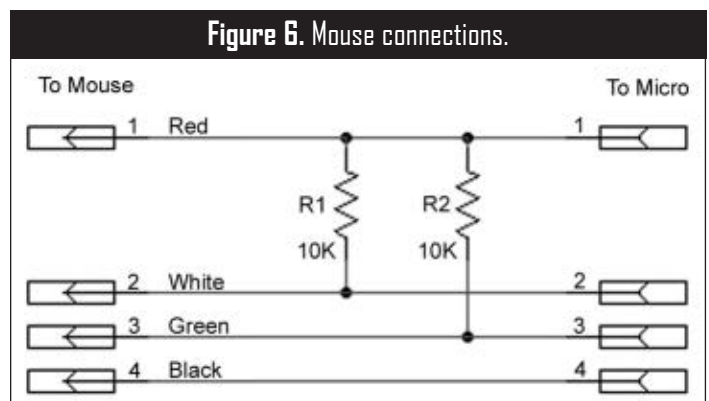 Figure 6. Mouse connections.
To Mouse
To Micro
1 Red 1
R1 R2
10K 10K
2 White 2
3 Green 3
4 Black 4